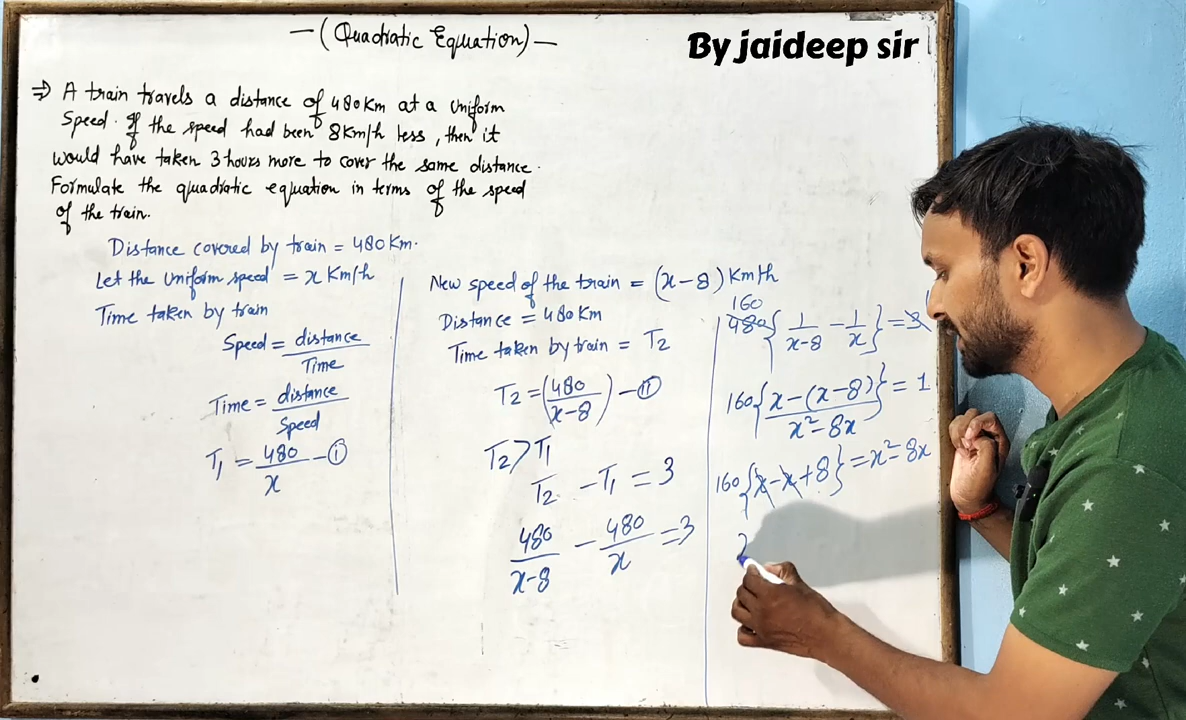 —(Quadratic Equation)—
By jaideep sir
⇒ A train travels a distance of 480 Km at a Uniform
Speed. If the speed had been 8Km/h less, then it
would have taken 3 hours more to cover the same distance.
Formulate the quadratic equation in terms of the speed
of the train.
Distance covered by train = 480 Km.
Let the Uniform speed = x Km/h
Time taken by train
Speed = distance / Time
Time = distance / Speed
T₁ = 480 / x — ①
New speed of the train = (x-8) Km/h
Distance = 480 Km
Time taken by train = T₂
T₂ = (480 / x-8) — ⑪
T₂ > T₁
T₂ - T₁ = 3
480 / x-8 - 480 / x = 3
160
480 { 1 / x-8 - 1 / x } = 3
160 { x-(x-8) / x²-8x } = 1
160 { x-x+8 } = x²-8x